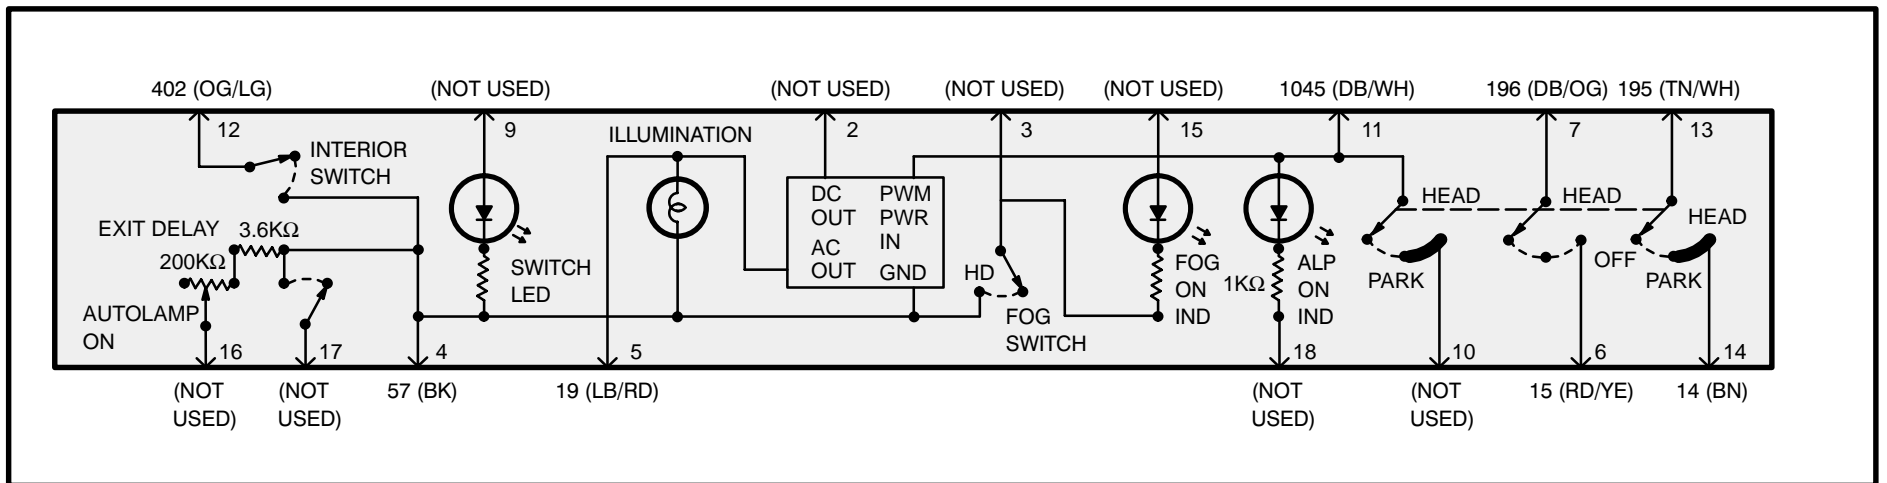 402 (OG/LG)
(NOT USED)
(NOT USED)
(NOT USED)
(NOT USED)
1045 (DB/WH)
196 (DB/OG)
195 (TN/WH)
12
9
2
3
15
11
7
13
ILLUMINATION
INTERIOR
SWITCH
DC
OUT
AC
OUT
PWM
PWR
IN
GND
HEAD
HEAD
HEAD
EXIT DELAY
3.6KΩ
200KΩ
AUTOLAMP
ON
SWITCH
LED
HD
FOG
SWITCH
FOG
ON
IND
1KΩ
ALP
ON
IND
PARK
OFF
PARK
16
17
4
5
18
10
6
14
(NOT
USED)
(NOT
USED)
57 (BK)
19 (LB/RD)
(NOT
USED)
(NOT
USED)
15 (RD/YE)
14 (BN)